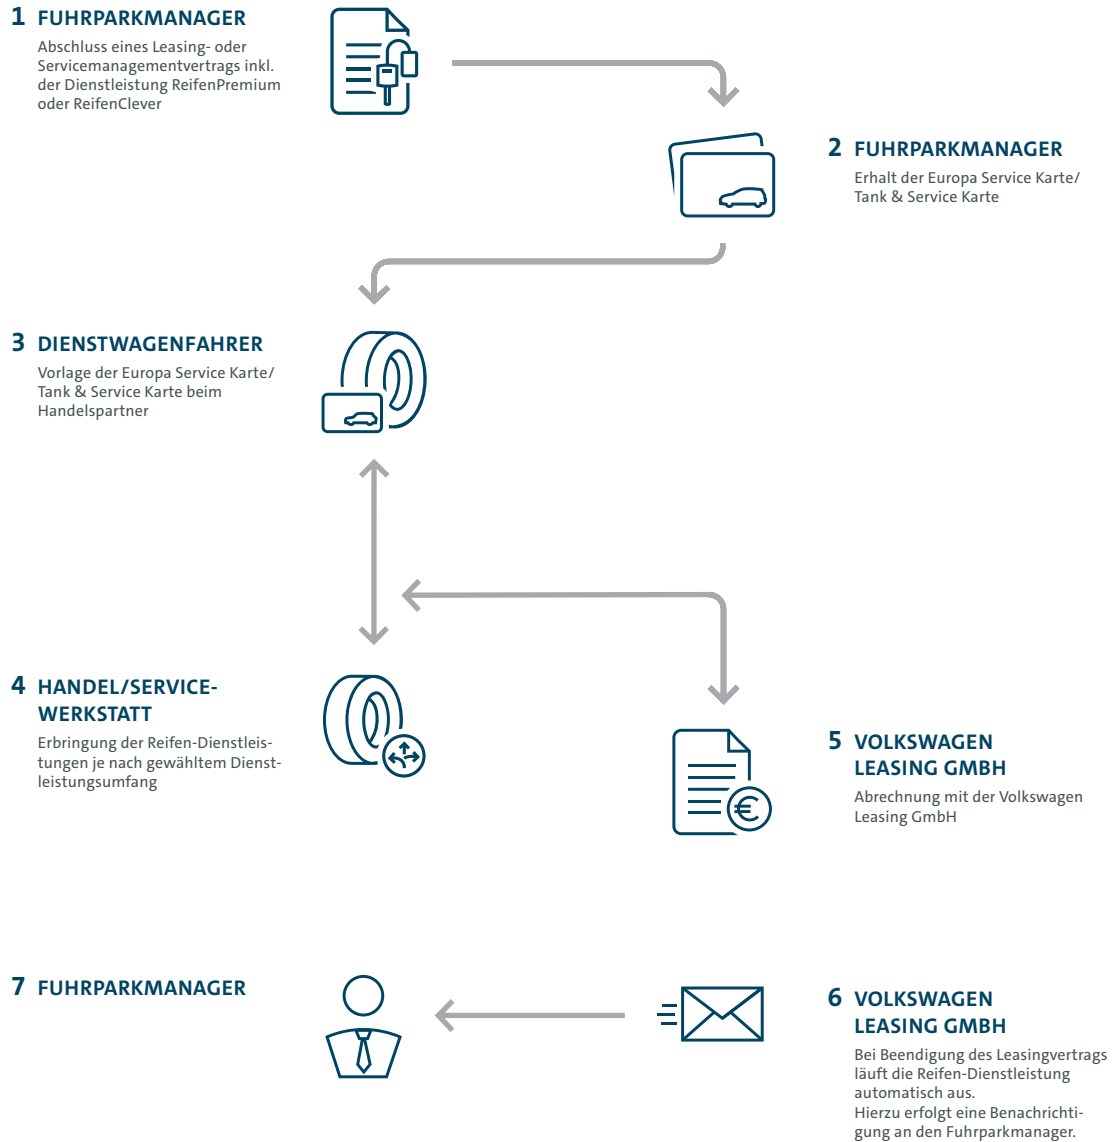 1 FUHRPARKMANAGER
Abschluss eines Leasing- oder
Servicemanagementvertrags inkl.
der Dienstleistung ReifenPremium
oder ReifenClever
2 FUHRPARKMANAGER
Erhalt der Europa Service Karte/
Tank & Service Karte
3 DIENSTWAGENFAHRER
Vorlage der Europa Service Karte/
Tank & Service Karte beim
Handelspartner
4 HANDEL/SERVICE-
WERKSTATT
Erbringung der Reifen-Dienstleis-
tungen je nach gewähltem Dienst-
leistungsumfang
5 VOLKSWAGEN
LEASING GMBH
Abrechnung mit der Volkswagen
Leasing GmbH
€
6 VOLKSWAGEN
LEASING GMBH
Bei Beendigung des Leasingvertrags
läuft die Reifen-Dienstleistung
automatisch aus.
Hierzu erfolgt eine Benachrichti-
gung an den Fuhrparkmanager.
7 FUHRPARKMANAGER